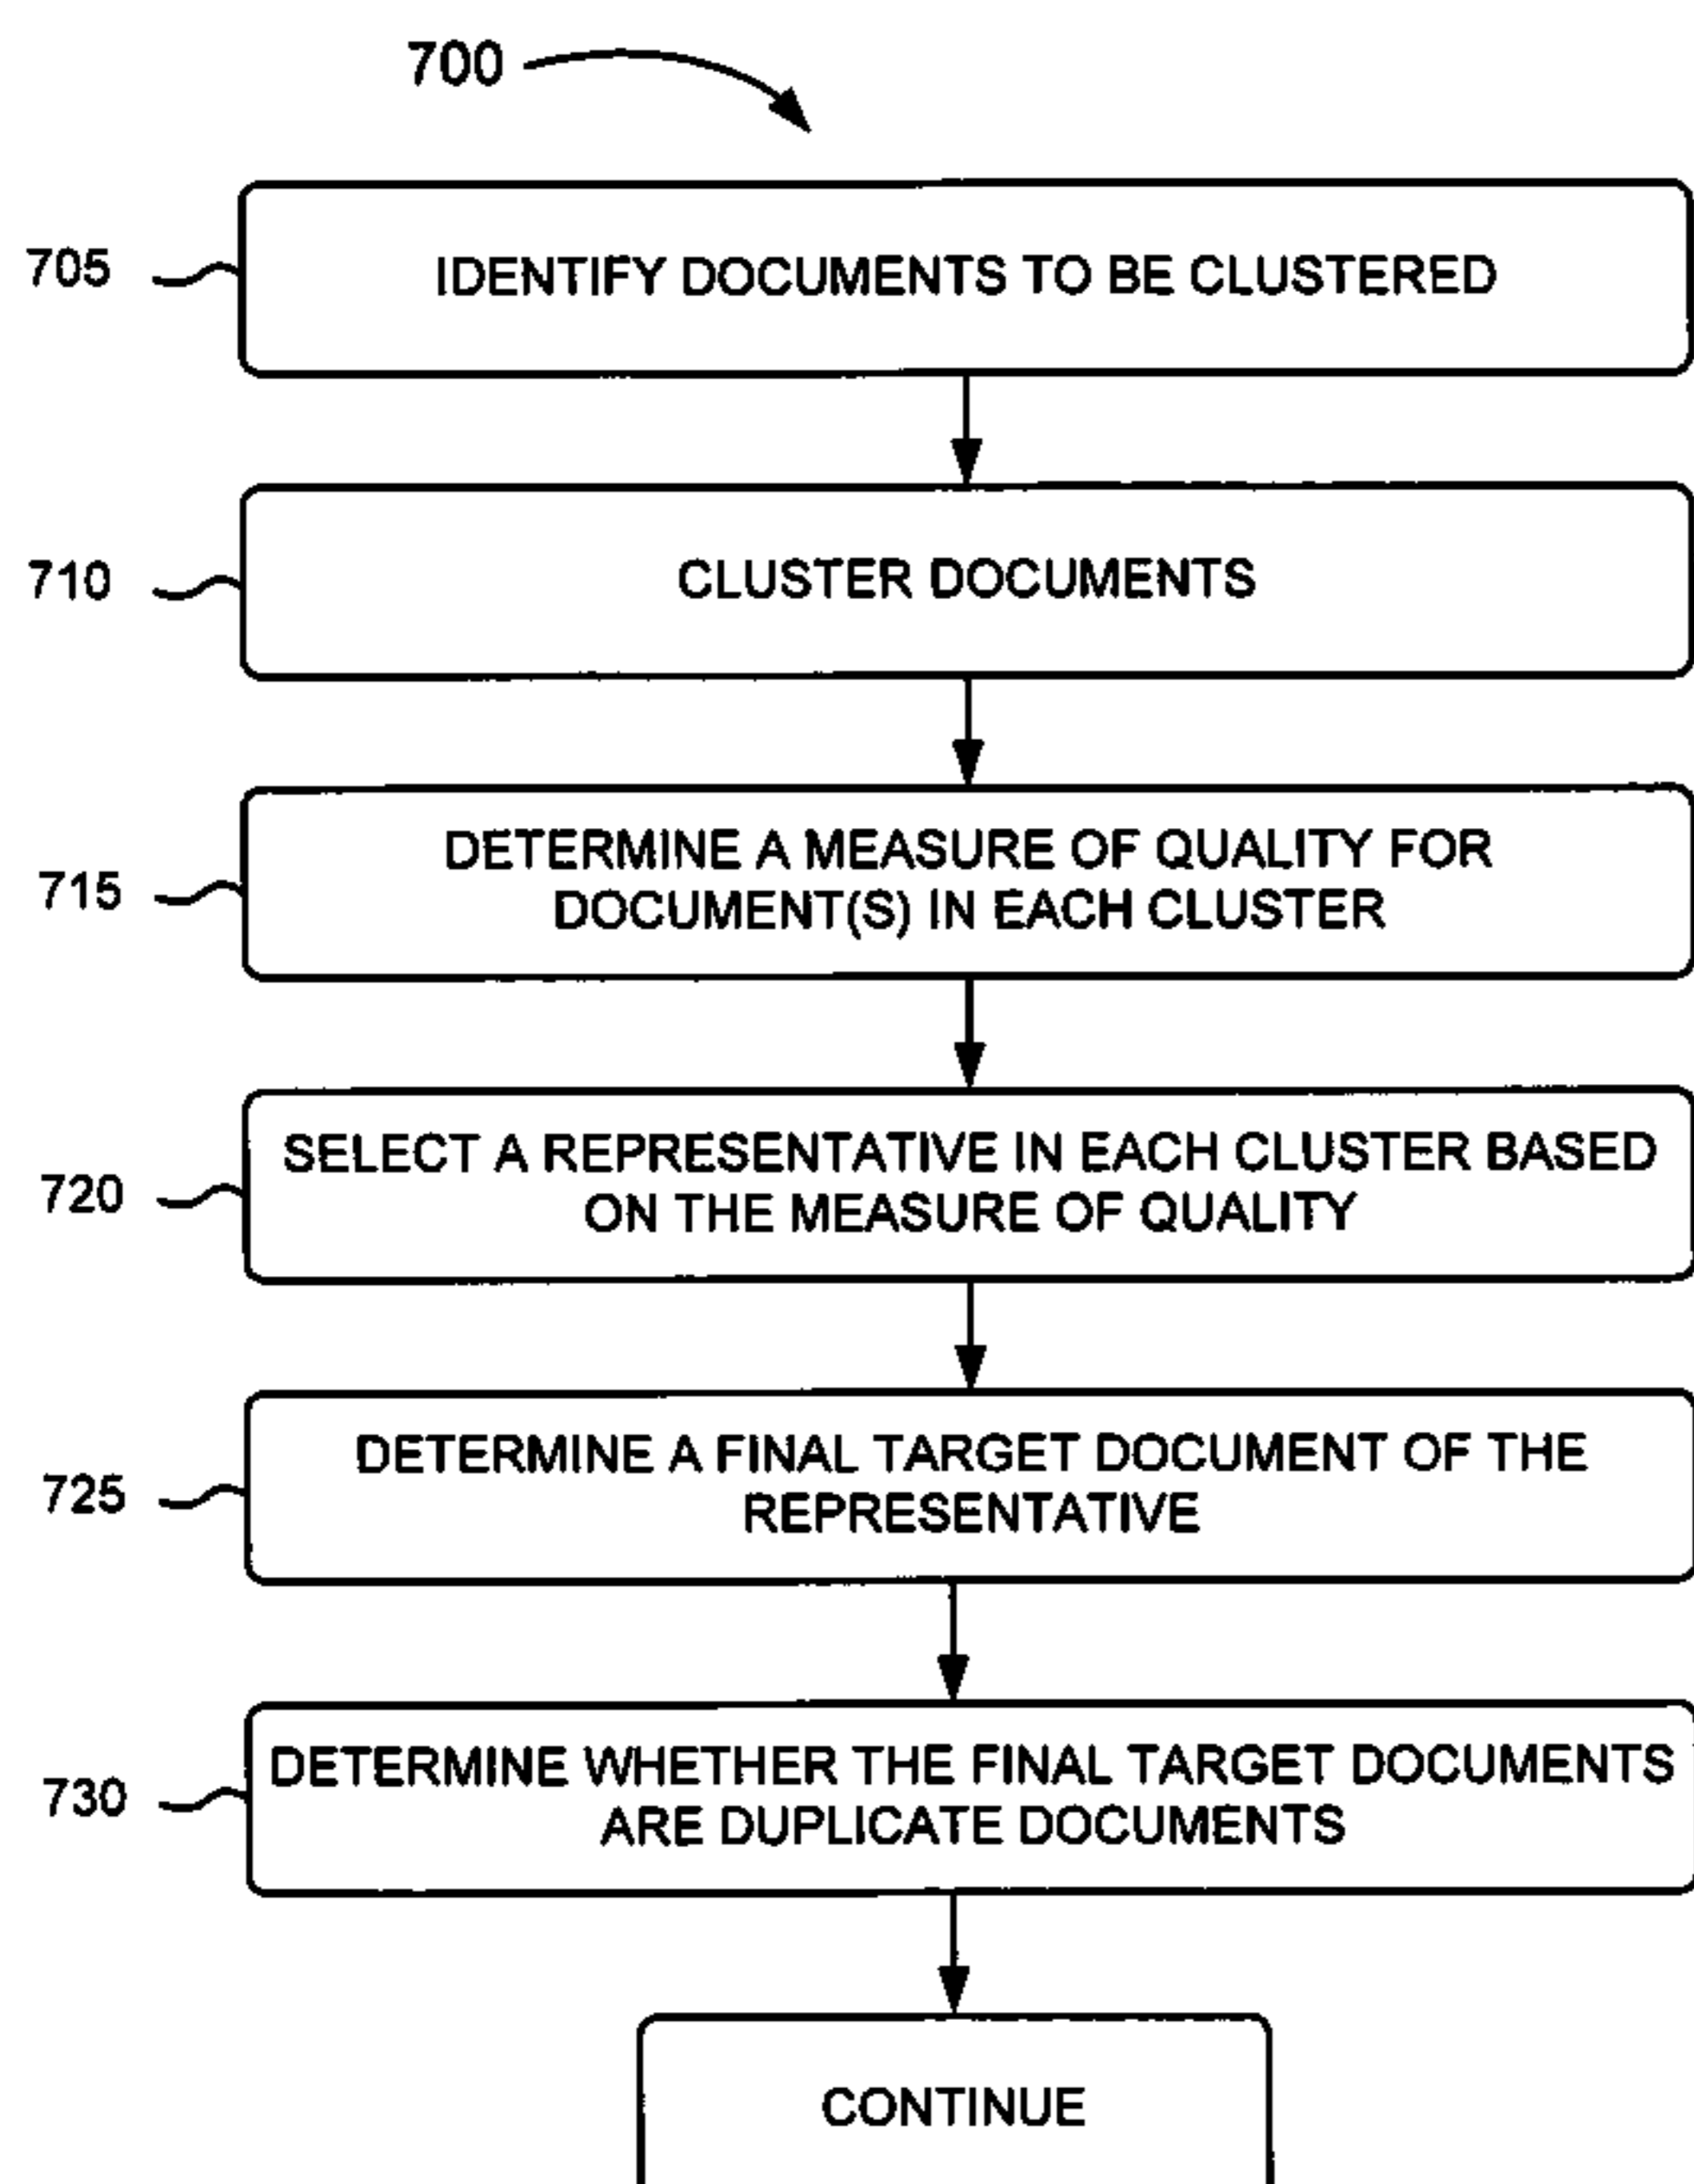 700
705
IDENTIFY DOCUMENTS TO BE CLUSTERED
710
CLUSTER DOCUMENTS
715
DETERMINE A MEASURE OF QUALITY FOR
DOCUMENT(S) IN EACH CLUSTER
720
SELECT A REPRESENTATIVE IN EACH CLUSTER BASED
ON THE MEASURE OF QUALITY
725
DETERMINE A FINAL TARGET DOCUMENT OF THE
REPRESENTATIVE
730
DETERMINE WHETHER THE FINAL TARGET DOCUMENTS
ARE DUPLICATE DOCUMENTS
CONTINUE